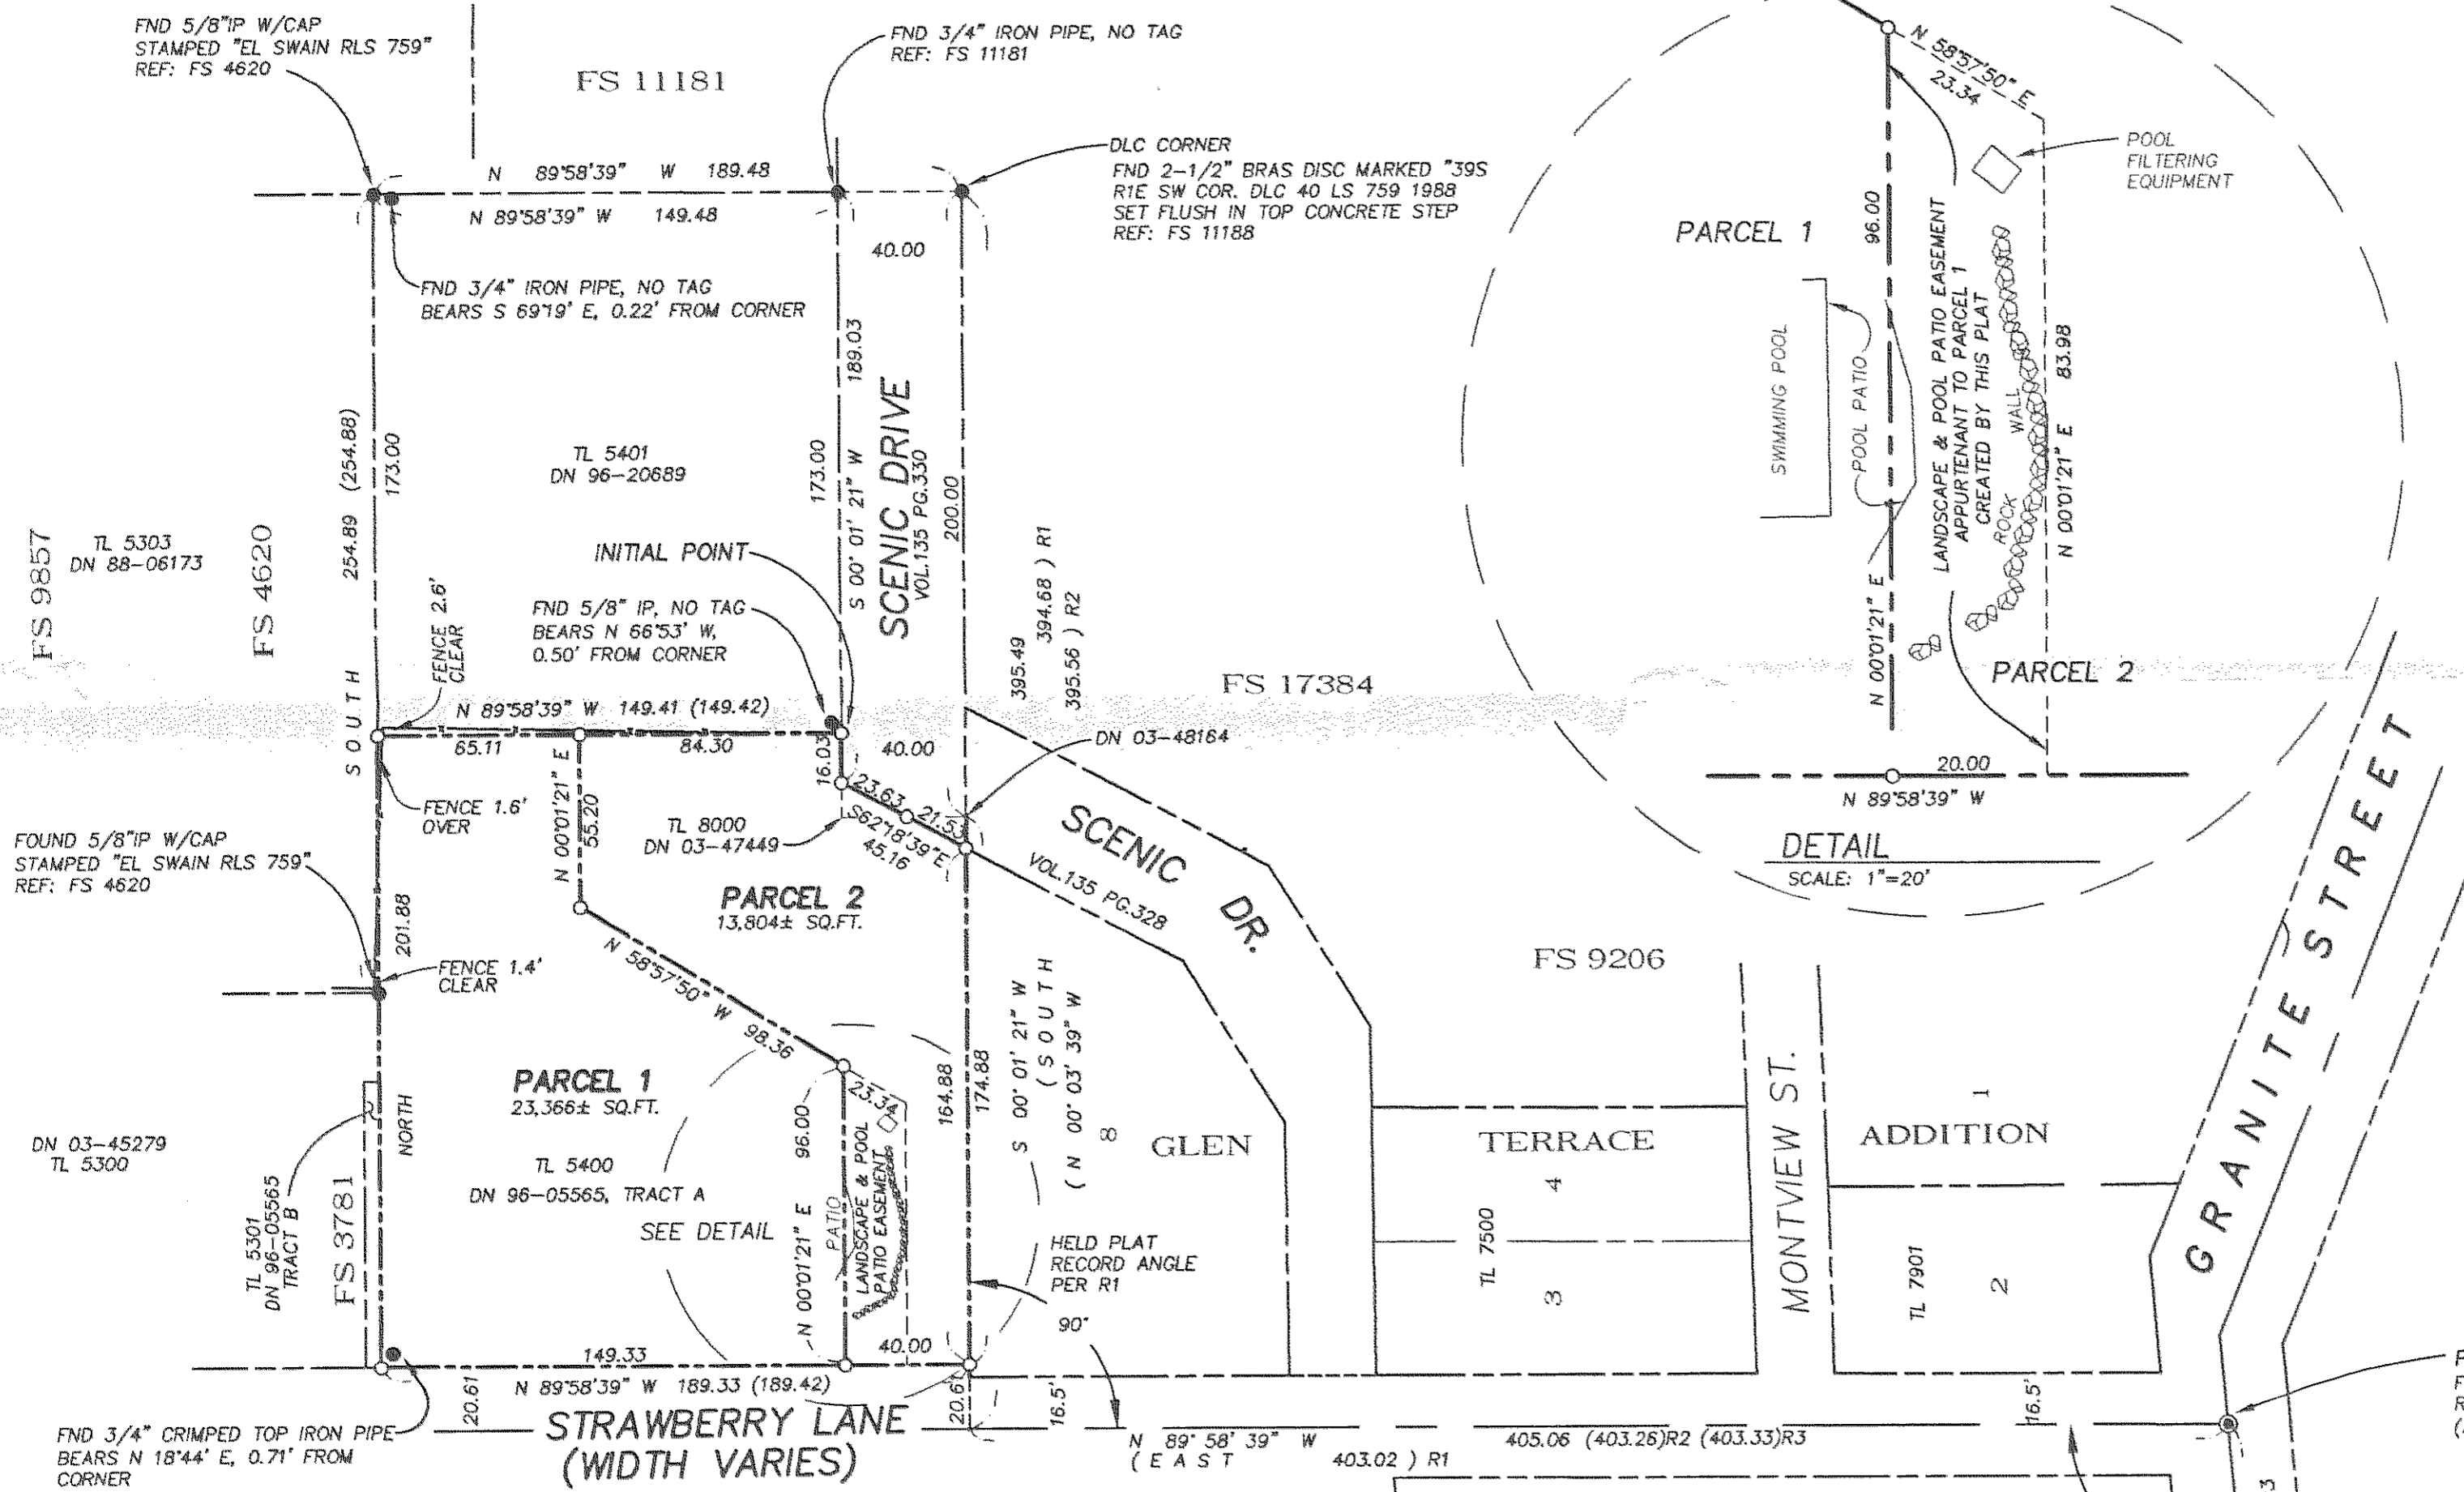 FND 5/8"IP W/CAP
STAMPED "EL SWAIN RLS 759"
REF: FS 4620
FS 11181
FND 3/4" IRON PIPE, NO TAG
REF: FS 11181
DLC CORNER
FND 2-1/2" BRAS DISC MARKED "39S
R1E SW COR. DLC 40 LS 759 1988
SET FLUSH IN TOP CONCRETE STEP
REF: FS 11188
N 89°58'39" W 189.48
N 89°58'39" W 149.48
40.00
FND 3/4" IRON PIPE, NO TAG
BEARS S 69°19' E, 0.22' FROM CORNER
254.89 (254.88)
173.00
SOUTH
TL 5401
DN 96-20689
173.00
189.03
S 00° 01' 21" W
SCENIC DRIVE
VOL.135 PG.330
200.00
FS 9857
TL 5303
DN 88-06173
FS 4620
INITIAL POINT
FND 5/8" IP, NO TAG
BEARS N 66°53' W,
0.50' FROM CORNER
FENCE 2.6'
CLEAR
395.49
394.68 ) R1
395.56 ) R2
FS 17384
N 89°58'39" W 149.41 (149.42)
65.11
84.30
16.03
40.00
DN 03-48164
N 00°01'21" E
55.20
23.63
21.53
S62°18'39"E
45.16
FENCE 1.6'
OVER
TL 8000
DN 03-47449
SCENIC DR.
VOL.135 PG.328
FOUND 5/8"IP W/CAP
STAMPED "EL SWAIN RLS 759"
REF: FS 4620
201.88
PARCEL 2
13,804± SQ.FT.
FENCE 1.4'
CLEAR
N 58°57'50" W 98.36
FS 9206
PARCEL 1
23,366± SQ.FT.
NORTH
23.34
96.00
N 00°01'21" E
PATIO
LANDSCAPE & POOL
PATIO EASEMENT
164.88
174.88
S 00° 01' 21" W
( SOUTH
( N 00° 03' 39" W
8
GLEN
TERRACE
ADDITION
1
4
3
2
TL 7500
TL 7901
MONTVIEW ST.
GRANITE STREET
DN 03-45279
TL 5300
TL 5301
DN 96-05565
TRACT B
FS 3781
TL 5400
DN 96-05565, TRACT A
SEE DETAIL
HELD PLAT
RECORD ANGLE
PER R1
90°
149.33
40.00
N 89°58'39" W 189.33 (189.42)
20.61
20.61
16.5'
16.5'
STRAWBERRY LANE
(WIDTH VARIES)
FND 3/4" CRIMPED TOP IRON PIPE
BEARS N 18°44' E, 0.71' FROM
CORNER
N 89° 58' 39" W 405.06 (403.26)R2 (403.33)R3
( EAST 403.02 ) R1
N 58°57'50" E
23.34
POOL
FILTERING
EQUIPMENT
PARCEL 1
96.00
SWIMMING POOL
POOL PATIO
LANDSCAPE & POOL PATIO EASEMENT
APPURTENANT TO PARCEL 1
CREATED BY THIS PLAT
ROCK WALL
N 00°01'21" E 83.98
N 00°01'21" E
PARCEL 2
20.00
N 89°58'39" W
DETAIL
SCALE: 1"=20'